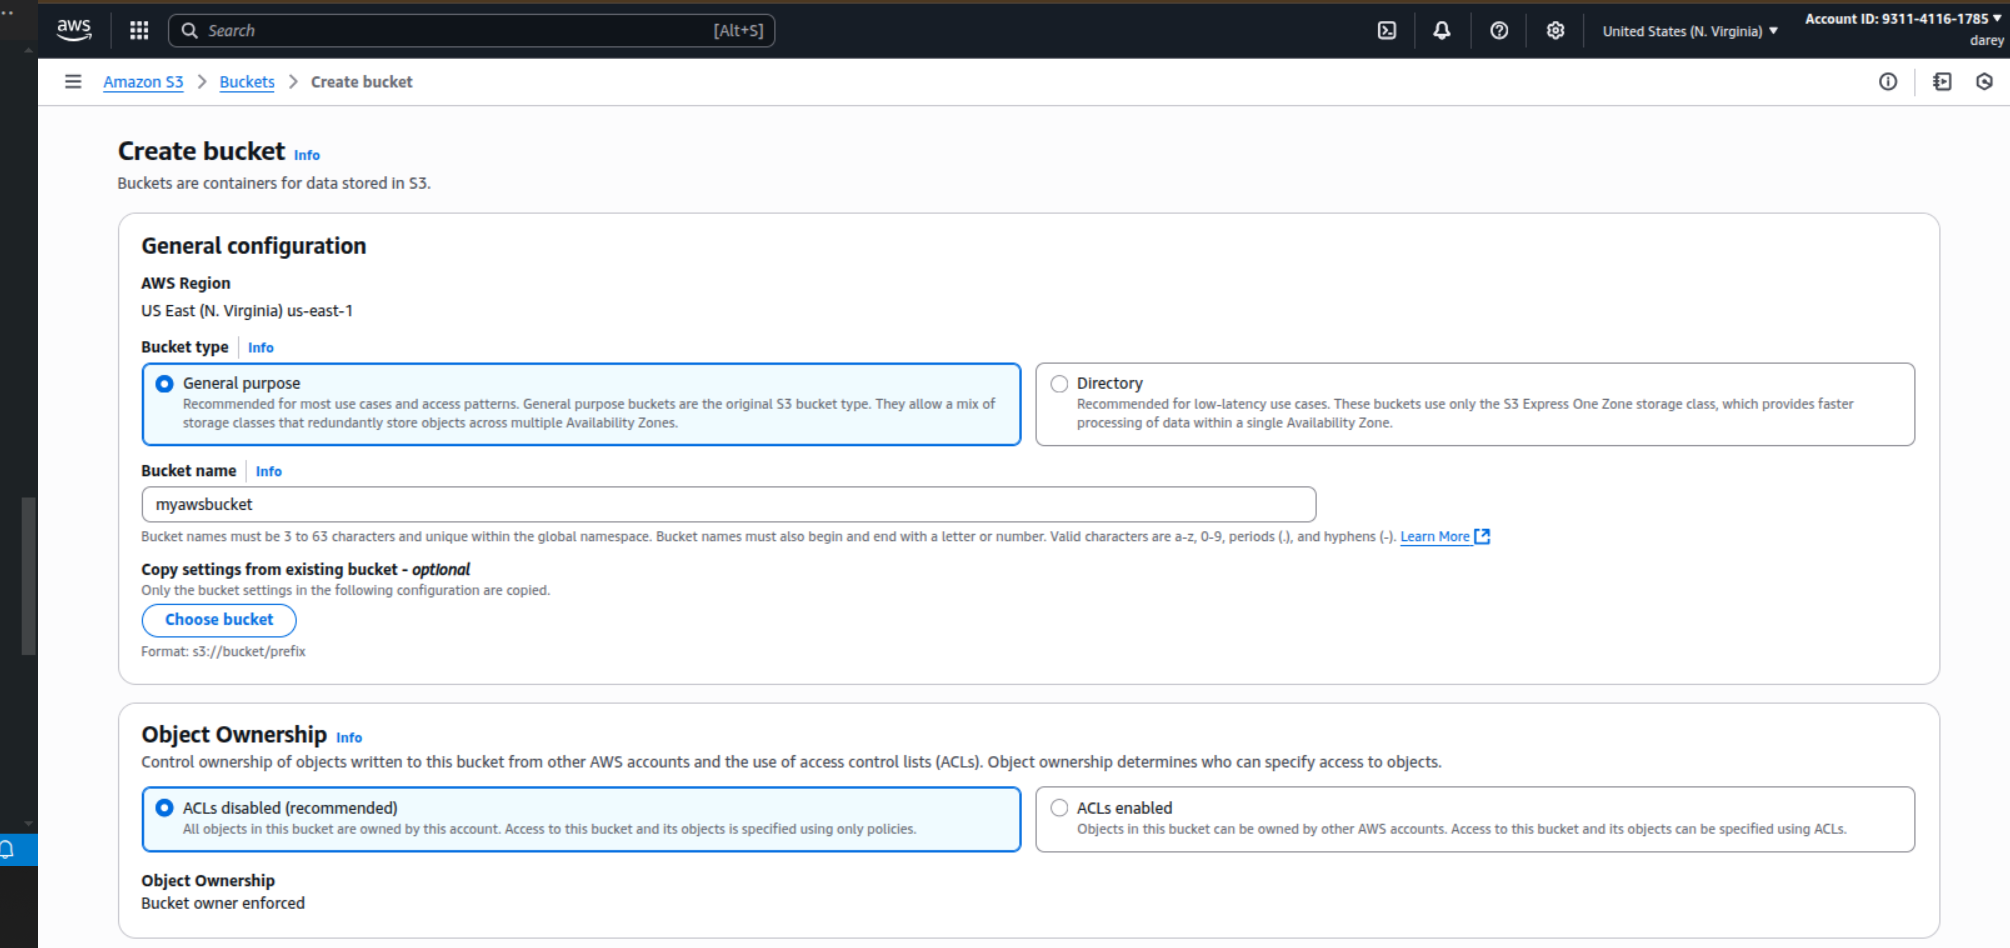 aws
Search [Alt+S]
United States (N. Virginia)
Account ID: 9311-4116-1785
darey
Amazon S3 > Buckets > Create bucket
Create bucket Info
Buckets are containers for data stored in S3.
General configuration
AWS Region
US East (N. Virginia) us-east-1
Bucket type Info
General purpose
Recommended for most use cases and access patterns. General purpose buckets are the original S3 bucket type. They allow a mix of
storage classes that redundantly store objects across multiple Availability Zones.
Directory
Recommended for low-latency use cases. These buckets use only the S3 Express One Zone storage class, which provides faster
processing of data within a single Availability Zone.
Bucket name Info
myawsbucket
Bucket names must be 3 to 63 characters and unique within the global namespace. Bucket names must also begin and end with a letter or number. Valid characters are a-z, 0-9, periods (.), and hyphens (-). Learn More
Copy settings from existing bucket - optional
Only the bucket settings in the following configuration are copied.
Choose bucket
Format: s3://bucket/prefix
Object Ownership Info
Control ownership of objects written to this bucket from other AWS accounts and the use of access control lists (ACLs). Object ownership determines who can specify access to objects.
ACLs disabled (recommended)
All objects in this bucket are owned by this account. Access to this bucket and its objects is specified using only policies.
ACLs enabled
Objects in this bucket can be owned by other AWS accounts. Access to this bucket and its objects can be specified using ACLs.
Object Ownership
Bucket owner enforced